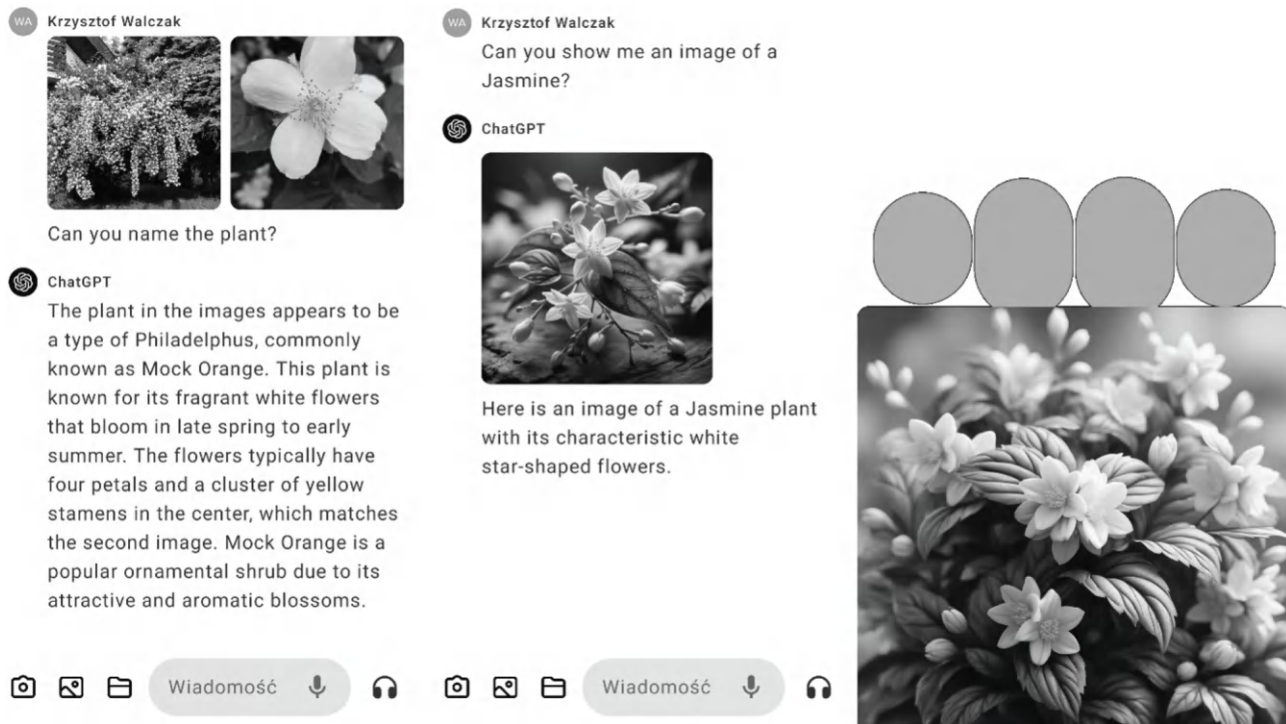 WA Krzysztof Walczak
Can you name the plant?
ChatGPT
The plant in the images appears to be
a type of Philadelphus, commonly
known as Mock Orange. This plant is
known for its fragrant white flowers
that bloom in late spring to early
summer. The flowers typically have
four petals and a cluster of yellow
stamens in the center, which matches
the second image. Mock Orange is a
popular ornamental shrub due to its
attractive and aromatic blossoms.
Wiadomość
WA Krzysztof Walczak
Can you show me an image of a
Jasmine?
ChatGPT
Here is an image of a Jasmine plant
with its characteristic white
star-shaped flowers.
Wiadomość